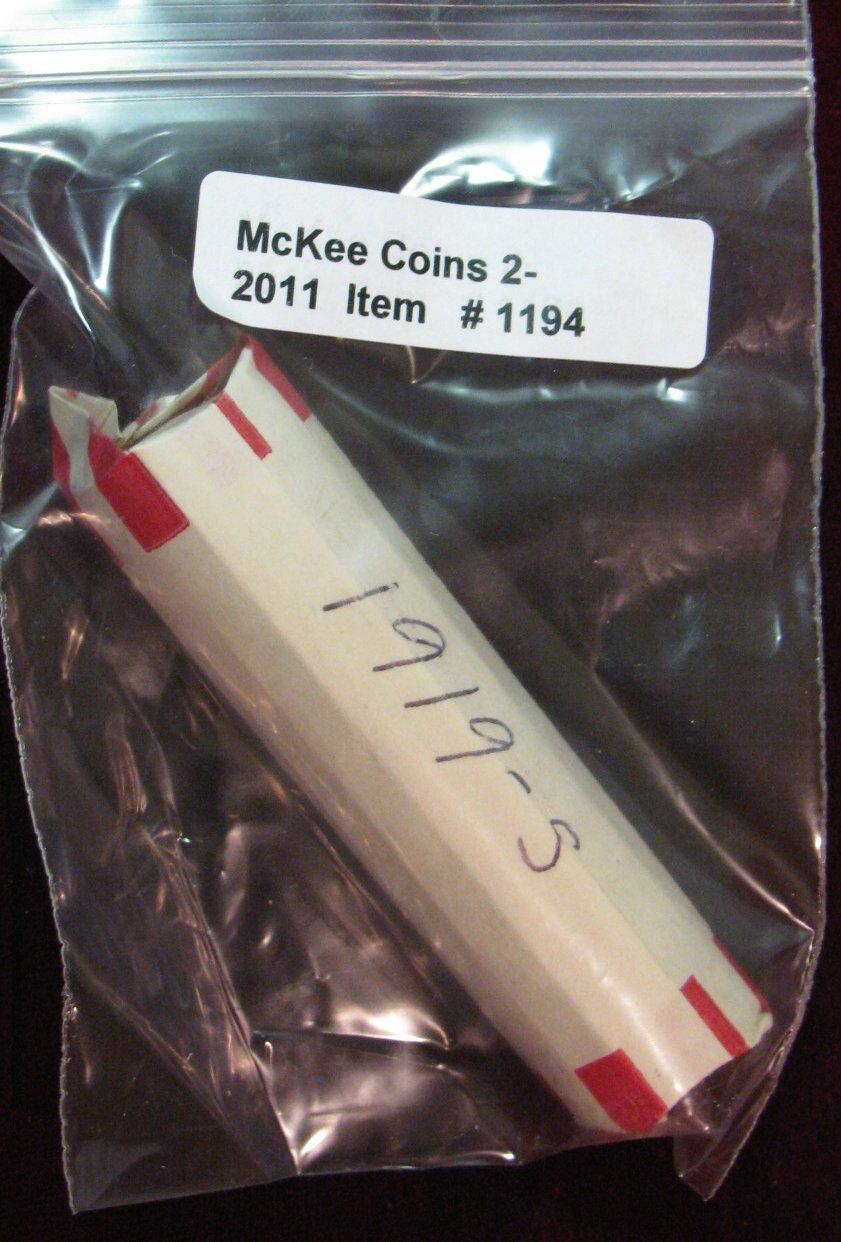 McKee Coins 2-
2011 Item # 1194
1919-S